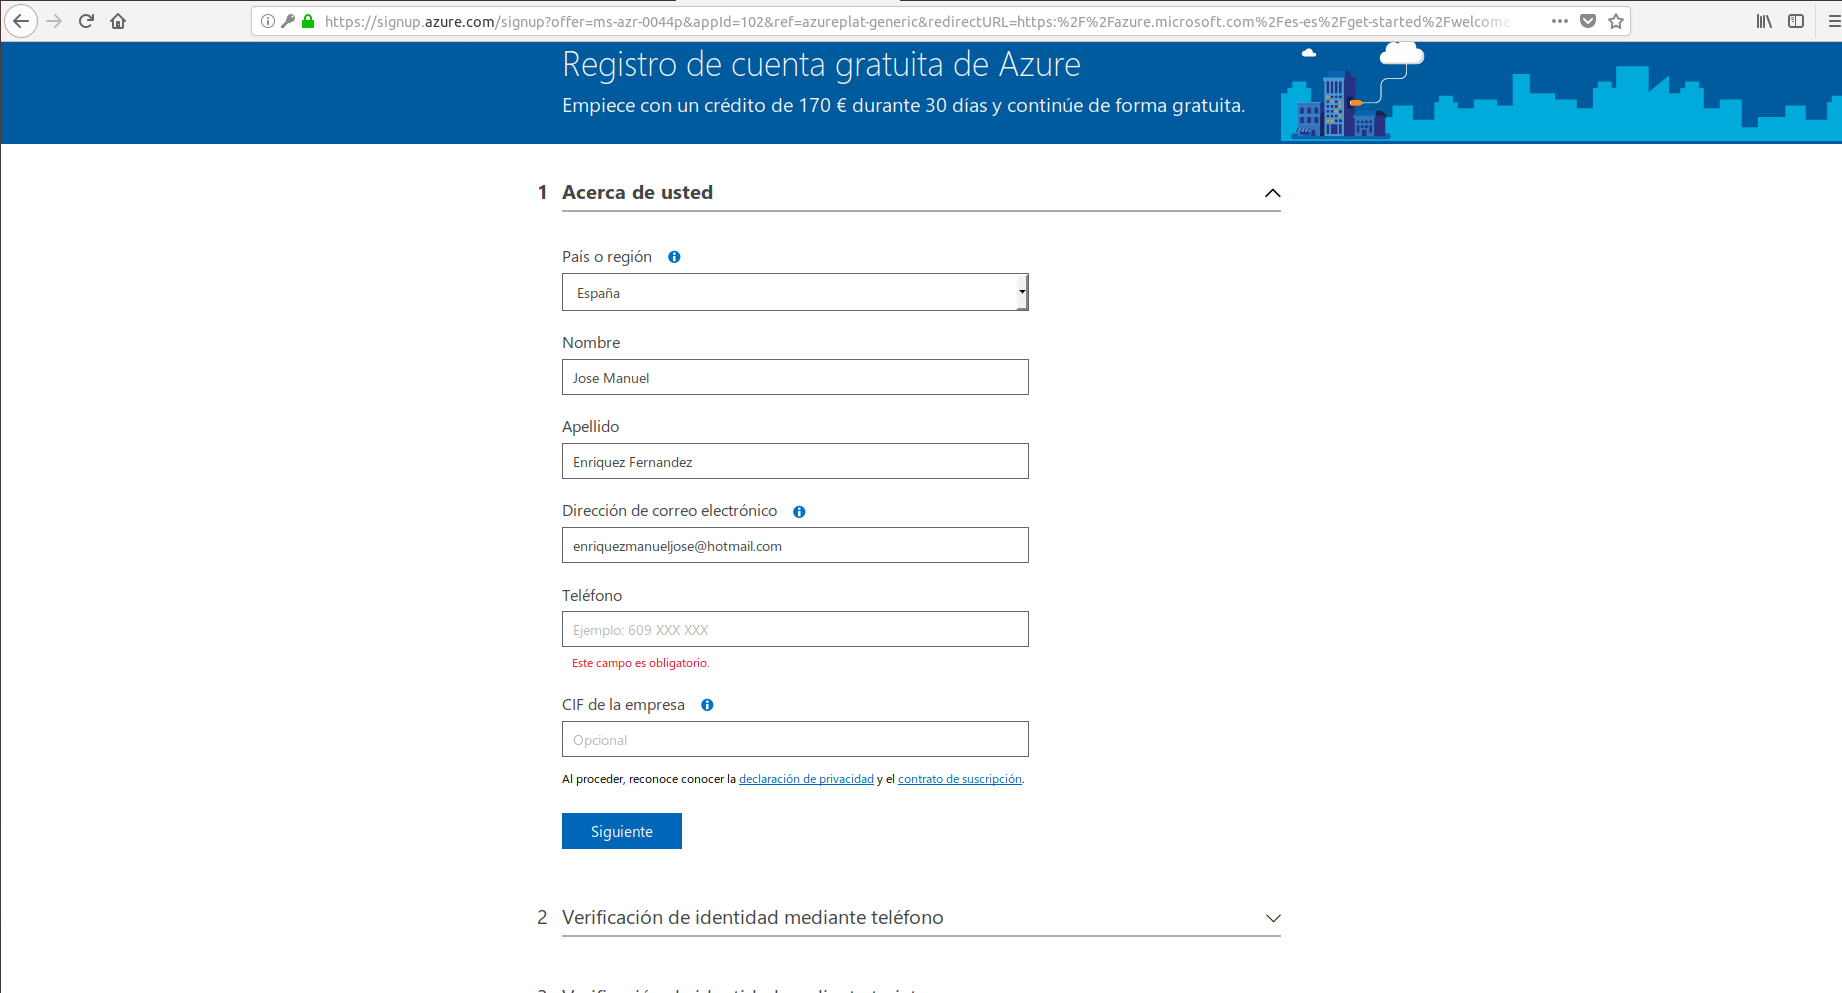 https://signup.azure.com/signup?offer=ms-azr-0044p&appId=102&ref=azureplat-generic&redirectURL=https:%2F%2Fazure.microsoft.com%2Fes-es%2Fget-started%2Fwelcome-
Registro de cuenta gratuita de Azure
Empiece con un crédito de 170 € durante 30 días y continúe de forma gratuita.
1 Acerca de usted
País o región
España
Nombre
Jose Manuel
Apellido
Enriquez Fernandez
Dirección de correo electrónico
enriquezmanueljose@hotmail.com
Teléfono
Ejemplo: 609 XXX XXX
Este campo es obligatorio.
CIF de la empresa
Opcional
Al proceder, reconoce conocer la declaración de privacidad y el contrato de suscripción.
Siguiente
2 Verificación de identidad mediante teléfono